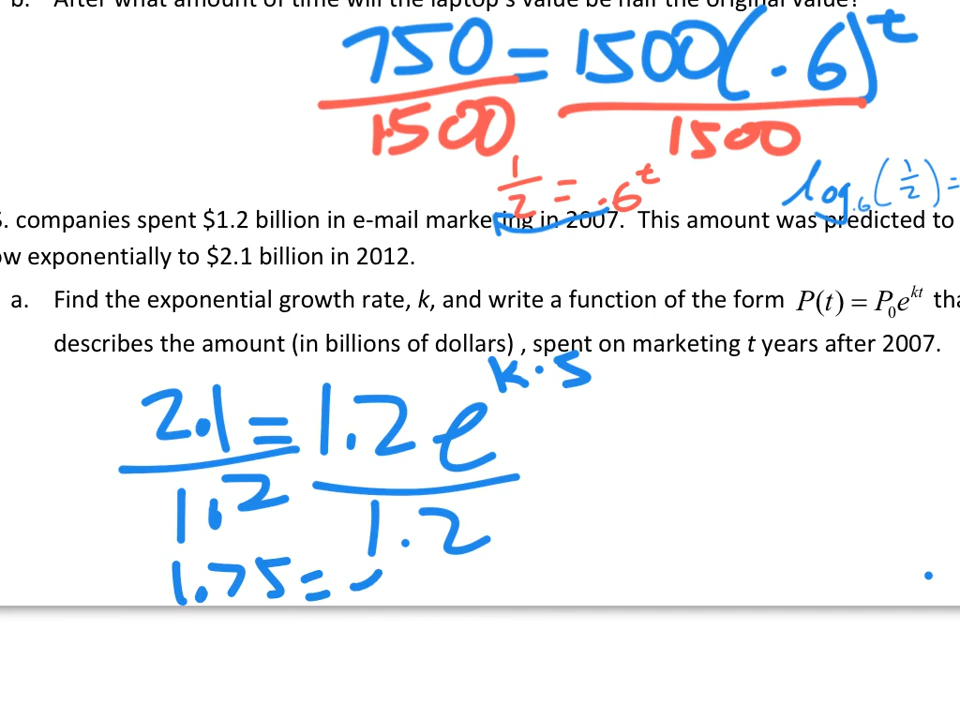 b. After what amount of time will the laptop's value be half the original value?
750 = 1500(.6)^t
1500 1500
1/2 = .6^t log.6(1/2) =
S. companies spent $1.2 billion in e-mail marketing in 2007. This amount was predicted to
ow exponentially to $2.1 billion in 2012.
a. Find the exponential growth rate, k, and write a function of the form P(t) = P₀e^kt tha
describes the amount (in billions of dollars) , spent on marketing t years after 2007.
2.1 = 1.2 e^k·5
1.2 1.2
1.75 =